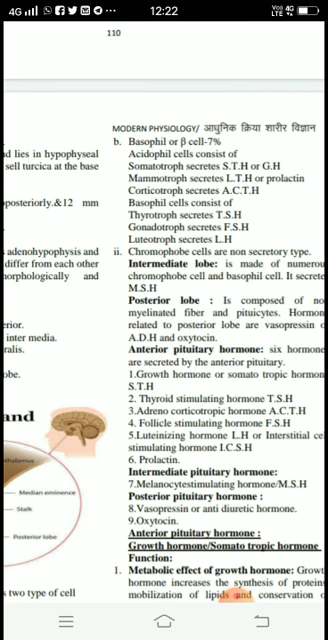 4G
12:22
Vo) 4G
LTE
110
MODERN PHYSIOLOGY/ आधुनिक क्रिया शारीर विज्ञान
lies in hypophyseal
sell turcica at the base
posteriorly.&12 mm
adenohypophysis and
differ from each other
morphologically and
erior.
inter media.
ralis.
obe.
and
thalamus
Median eminence
Stalk
Posterior lobe
two type of cell
b. Basophil or β cell-7%
Acidophil cells consist of
Somatotroph secretes S.T.H or G.H
Mammotroph secretes L.T.H or prolactin
Corticotroph secretes A.C.T.H
Basophil cells consist of
Thyrotroph secretes T.S.H
Gonadotroph secretes F.S.H
Luteotroph secretes L.H
ii. Chromophobe cells are non secretory type.
Intermediate lobe: is made of numerou
chromophobe cell and basophil cell. It secrete
M.S.H
Posterior lobe : Is composed of no
myelinated fiber and pituicytes. Hormon
related to posterior lobe are vasopressin
A.D.H and oxytocin.
Anterior pituitary hormone: six hormone
are secreted by the anterior pituitary.
1.Growth hormone or somato tropic hormon
S.T.H
2. Thyroid stimulating hormone T.S.H
3.Adreno corticotropic hormone A.C.T.H
4. Follicle stimulating hormone F.S.H
5.Luteinizing hormone L.H or Interstitial ce
stimulating hormone I.C.S.H
6. Prolactin.
Intermediate pituitary hormone:
7.Melanocytestimulating hormone/M.S.H
Posterior pituitary hormone :
8.Vasopressin or anti diuretic hormone.
9.Oxytocin.
Anterior pituitary hormone :
Growth hormone/Somato tropic hormone
Function:
1. Metabolic effect of growth hormone: Growt
hormone increases the synthesis of protein
mobilization of lipids and conservation